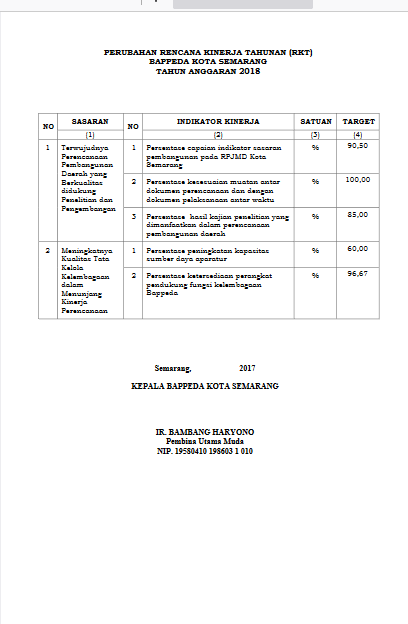 PERUBAHAN RENCANA KINERJA TAHUNAN (RKT)
BAPPEDA KOTA SEMARANG
TAHUN ANGGARAN 2018
NO SASARAN NO INDIKATOR KINERJA SATUAN TARGET
(1) (2) (3) (4)
1 Terwujudnya Perencanaan Pembangunan Daerah yang Berkualitas didukung Penelitian dan Pengembangan
1 Persentase capaian indikator sasaran pembangunan pada RPJMD Kota Semarang % 90,50
2 Persentase kesesuaian muatan antar dokumen perencanaan dan dengan dokumen pelaksanaan antar waktu % 100,00
3 Persentase hasil kajian penelitian yang dimanfaatkan dalam perencanaan pembangunan daerah % 85,00
2 Meningkatnya Kualitas Tata Kelola Kelembagaan dalam Menunjang Kinerja Perencanaan
1 Persentase peningkatan kapasitas sumber daya aparatur % 60,00
2 Persentase ketersediaan perangkat pendukung fungsi kelembagaan Bappeda % 96,67
Semarang, 2017
KEPALA BAPPEDA KOTA SEMARANG
IR. BAMBANG HARYONO
Pembina Utama Muda
NIP. 19580410 198603 1 010